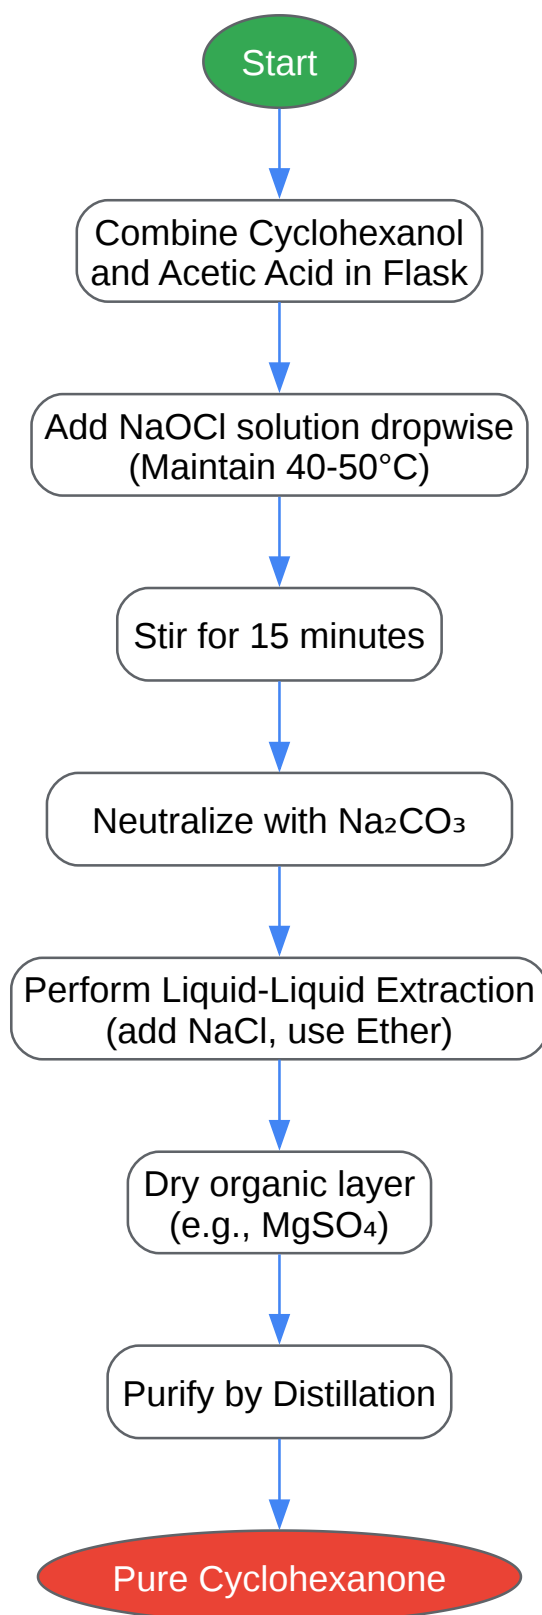 Start
Combine Cyclohexanol
and Acetic Acid in Flask
Add NaOCl solution dropwise
(Maintain 40-50°C)
Stir for 15 minutes
Neutralize with Na₂CO₃
Perform Liquid-Liquid Extraction
(add NaCl, use Ether)
Dry organic layer
(e.g., MgSO₄)
Purify by Distillation
Pure Cyclohexanone